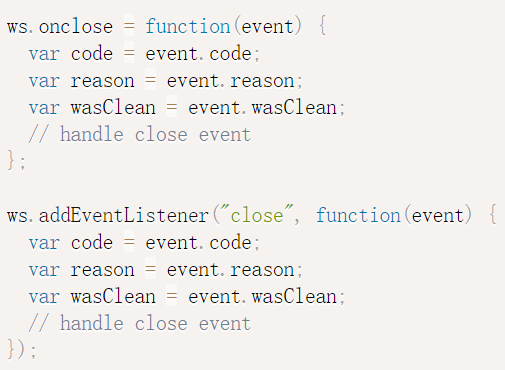 ws.onclose = function(event) {
  var code = event.code;
  var reason = event.reason;
  var wasClean = event.wasClean;
  // handle close event
};

ws.addEventListener("close", function(event) {
  var code = event.code;
  var reason = event.reason;
  var wasClean = event.wasClean;
  // handle close event
});